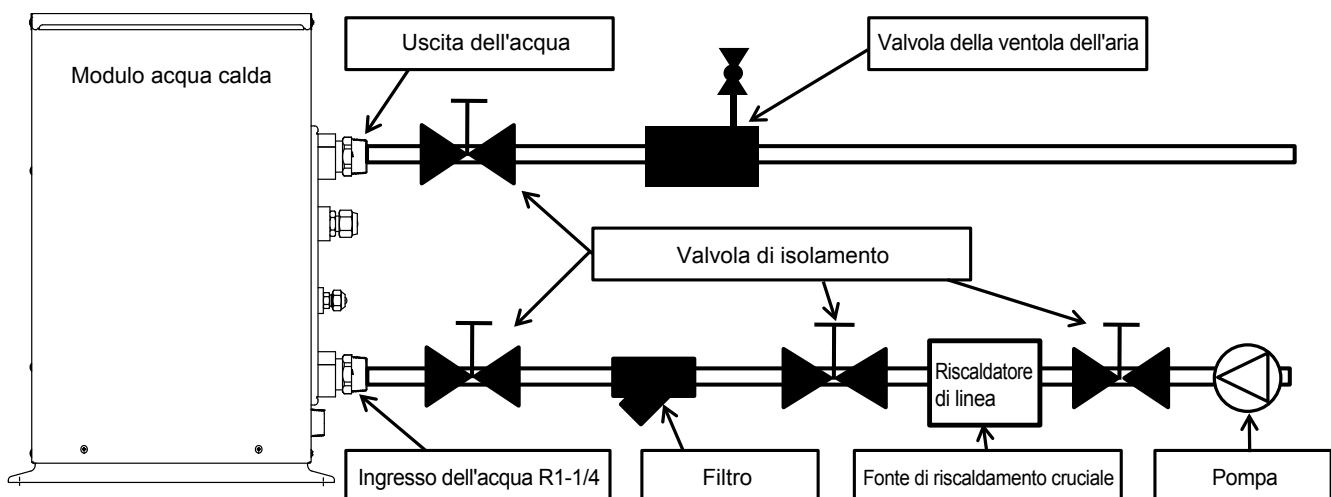 Uscita dell'acqua
Valvola della ventola dell'aria
Modulo acqua calda
Valvola di isolamento
Riscaldatore
di linea
Ingresso dell'acqua R1-1/4
Filtro
Fonte di riscaldamento cruciale
Pompa